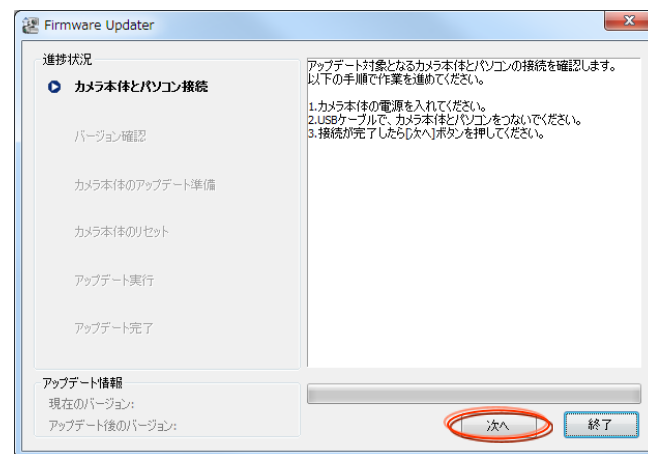 Firmware Updater
進捗状況
カメラ本体とパソコン接続
バージョン確認
カメラ本体のアップデート準備
カメラ本体のリセット
アップデート実行
アップデート完了
アップデート対象となるカメラ本体とパソコンの接続を確認します。
以下の手順で作業を進めてください。
1.カメラ本体の電源を入れてください。
2.USBケーブルで、カメラ本体とパソコンをつないでください。
3.接続が完了したら[次へ]ボタンを押してください。
アップデート情報
現在のバージョン:
アップデート後のバージョン:
次へ
終了